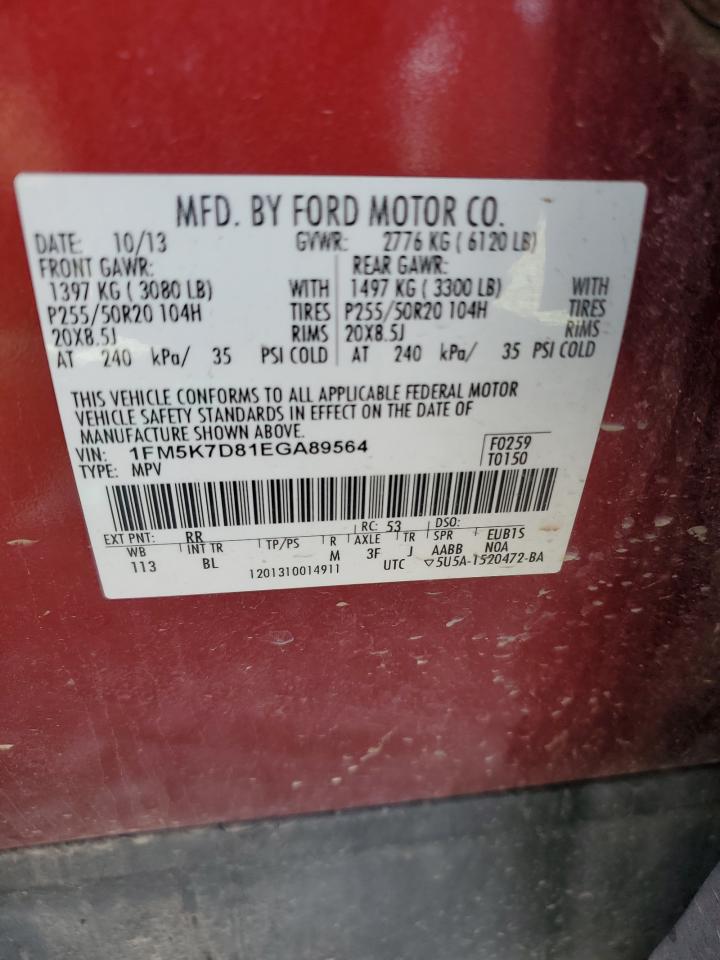 MFD. BY FORD MOTOR CO.
DATE: 10/13 GVWR: 2776 KG ( 6120 LB)
FRONT GAWR: REAR GAWR:
1397 KG ( 3080 LB) WITH 1497 KG ( 3300 LB) WITH
P255/50R20 104H TIRES P255/50R20 104H TIRES
20X8.5J RIMS 20X8.5J RIMS
AT 240 kPa/ 35 PSI COLD AT 240 kPa/ 35 PSI COLD
THIS VEHICLE CONFORMS TO ALL APPLICABLE FEDERAL MOTOR
VEHICLE SAFETY STANDARDS IN EFFECT ON THE DATE OF
MANUFACTURE SHOWN ABOVE.
VIN: 1FM5K7D81EGA89564 F0259
TYPE: MPV T0150
EXT PNT: RR RC: 53 DSO:
WB INT TR TP/PS R AXLE TR SPR EUB1S
113 BL M 3F J AABB N0A
1201310014911 UTC ▽5U5A-1520472-BA